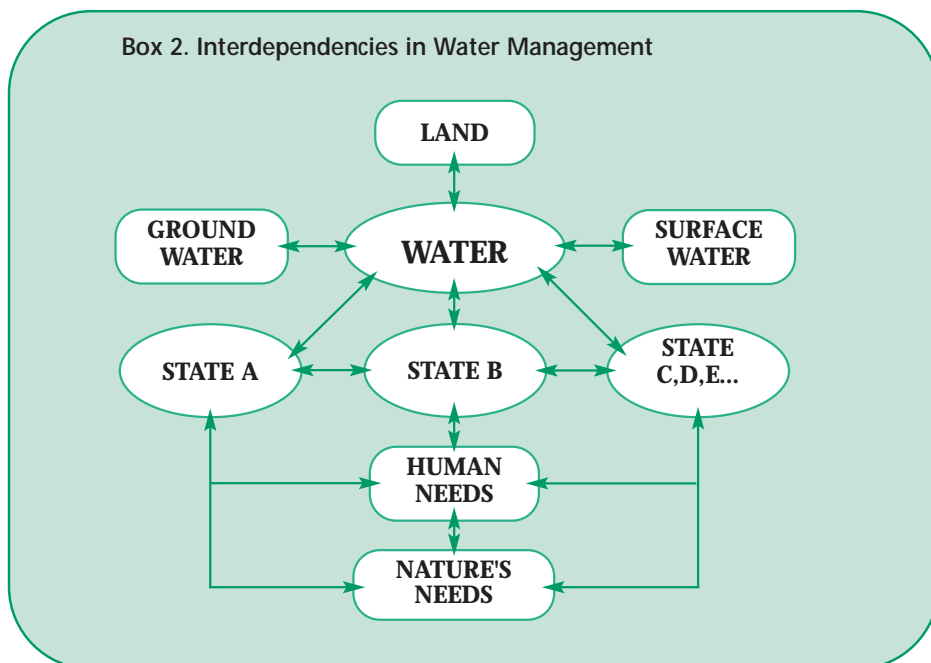 Box 2. Interdependencies in Water Management
LAND
GROUND
WATER
WATER
SURFACE
WATER
STATE A
STATE B
STATE
C,D,E...
HUMAN
NEEDS
NATURE'S
NEEDS